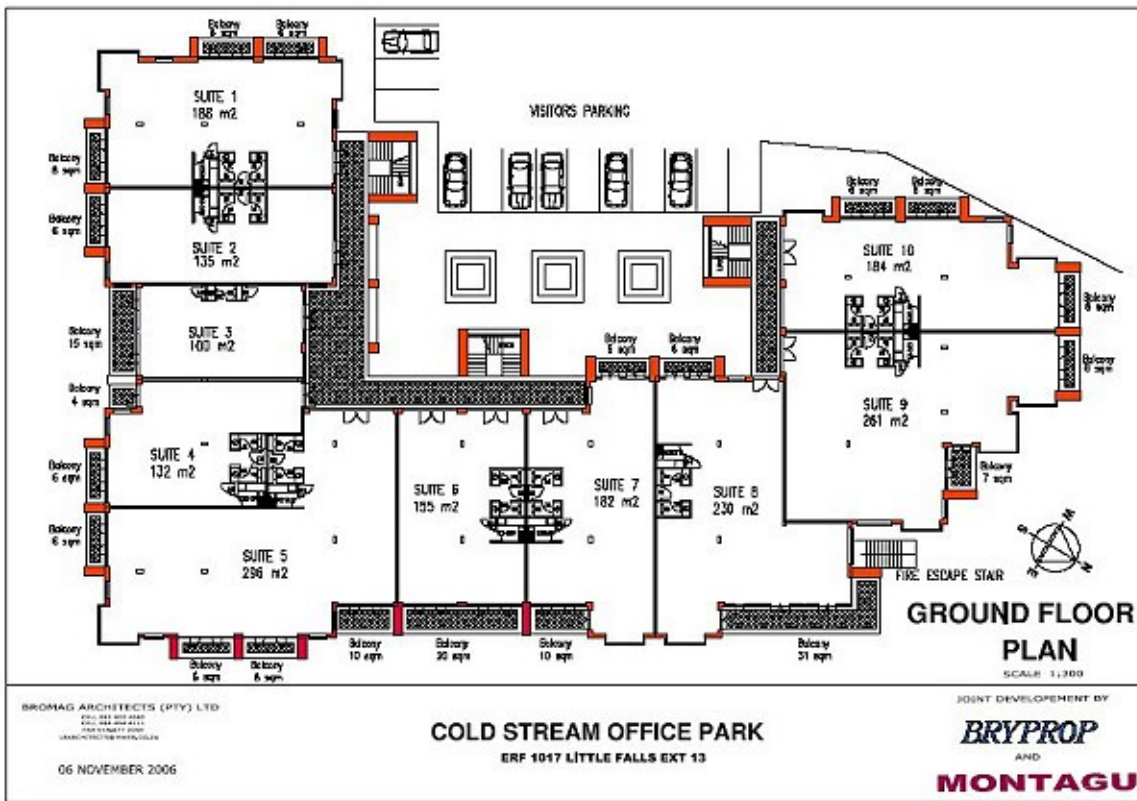 Balcony
6 sqm
Balcony
6 sqm
SUITE 1
188 m2
VISITORS PARKING
Balcony
6 sqm
Balcony
6 sqm
SUITE 2
135 m2
Balcony
6 sqm
Balcony
6 sqm
SUITE 10
184 m2
Balcony
6 sqm
Balcony
15 sqm
SUITE 3
100 m2
Balcony
5 sqm
Balcony
6 sqm
Balcony
6 sqm
Balcony
4 sqm
SUITE 9
261 m2
SUITE 4
132 m2
Balcony
6 sqm
SUITE 6
155 m2
SUITE 7
182 m2
SUITE 8
230 m2
Balcony
7 sqm
Balcony
6 sqm
SUITE 5
296 m2
S
W
E
N
FIRE ESCAPE STAIR
Balcony
10 sqm
Balcony
20 sqm
Balcony
10 sqm
Balcony
31 sqm
Balcony
6 sqm
Balcony
6 sqm
GROUND FLOOR
PLAN
SCALE 1:300
BROMAG ARCHITECTS (PTY) LTD
06 NOVEMBER 2006
COLD STREAM OFFICE PARK
ERF 1017 LITTLE FALLS EXT 13
JOINT DEVELOPEMENT BY
BRYPROP
AND
MONTAGU